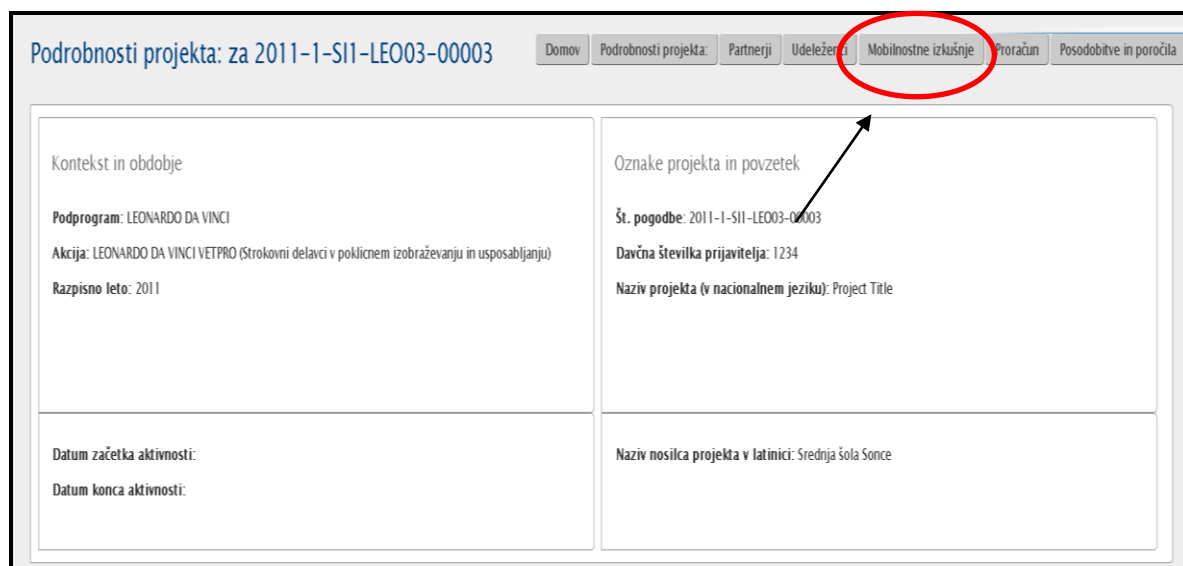 Podrobnosti projekta: za 2011-1-SI1-LEO03-00003
Domov Podrobnosti projekta: Partnerji Udeleženci Mobilnostne izkušnje Proračun Posodobitve in poročila
Kontekst in obdobje
Podprogram: LEONARDO DA VINCI
Akcija: LEONARDO DA VINCI VETPRO (Strokovni delavci v poklicnem izobraževanju in usposabljanju)
Razpisno leto: 2011
Oznake projekta in povzetek
Št. pogodbe: 2011-1-SI1-LEO03-00003
Davčna številka prijavitelja: 1234
Naziv projekta (v nacionalnem jeziku): Project Title
Datum začetka aktivnosti:
Datum konca aktivnosti:
Naziv nosilca projekta v latinici: Srednja šola Sonce